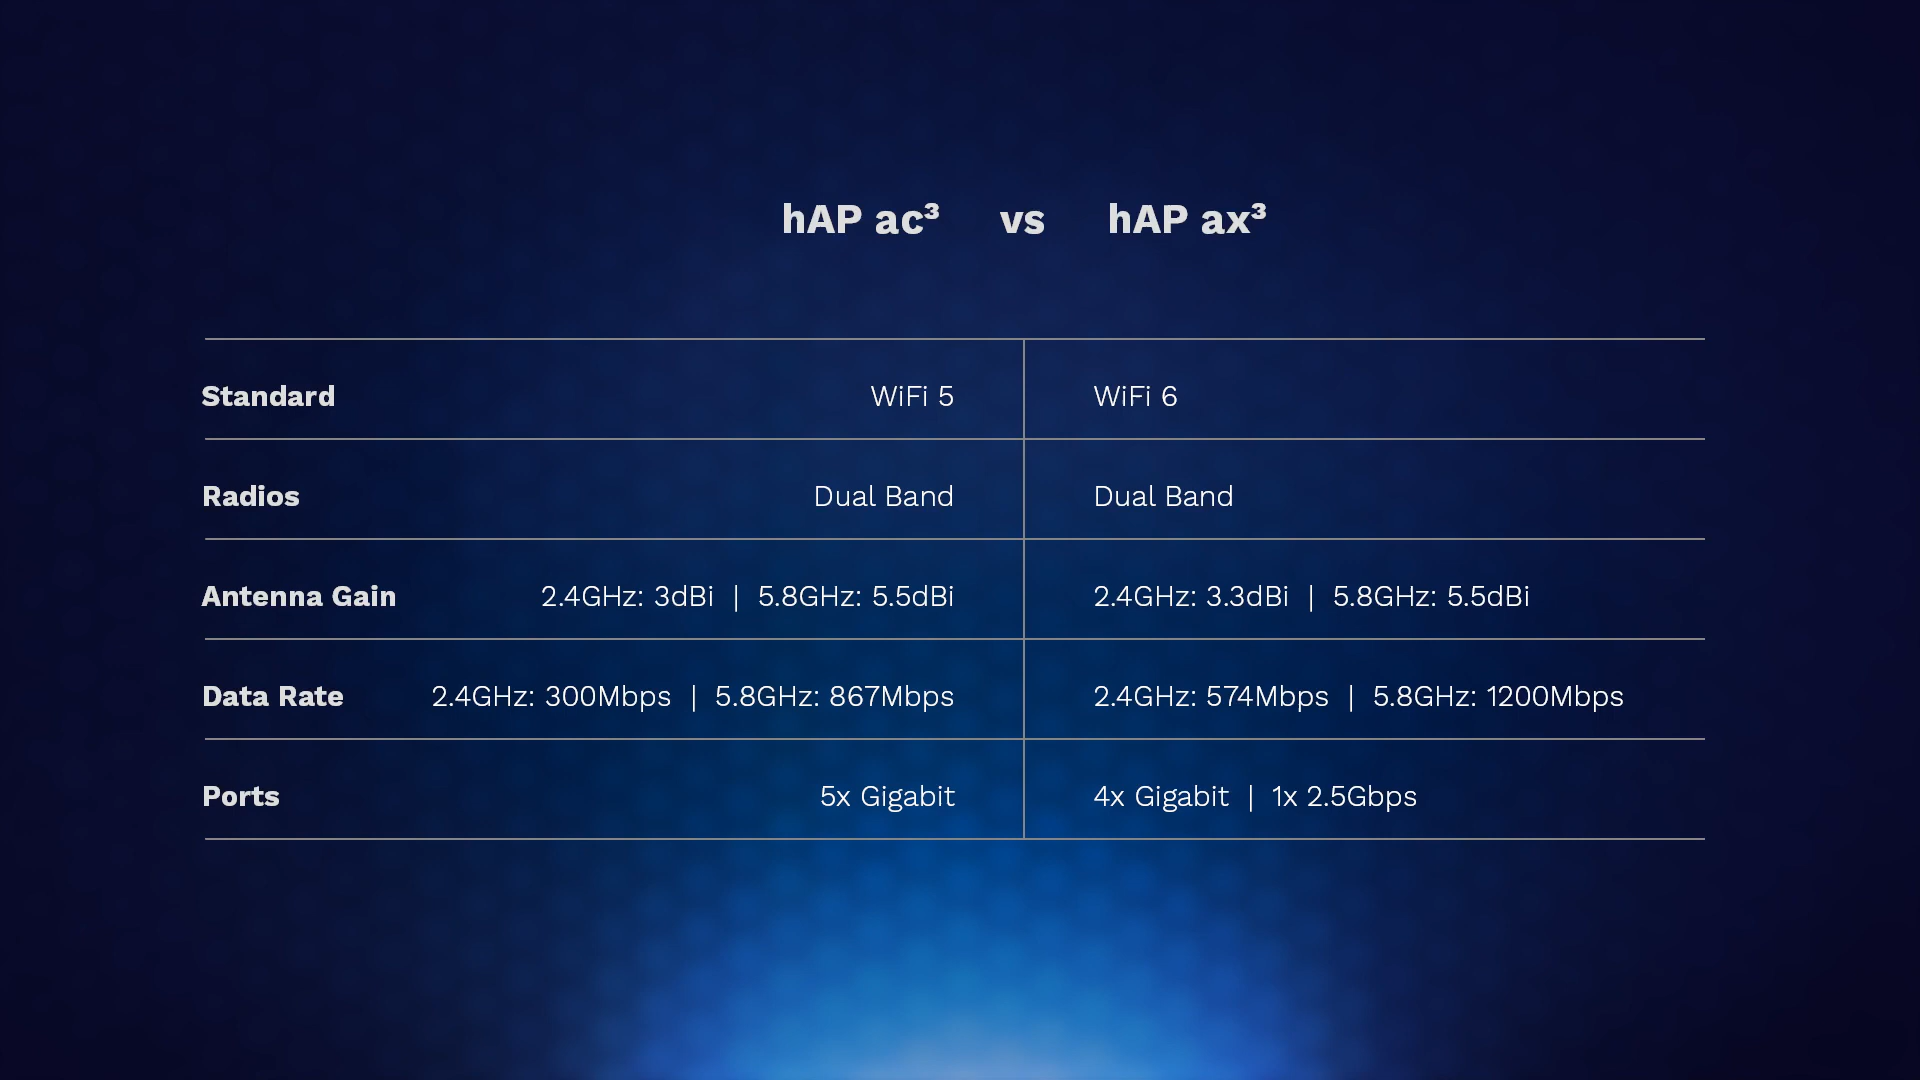 hAP ac³ vs hAP ax³
Standard WiFi 5 WiFi 6
Radios Dual Band Dual Band
Antenna Gain 2.4GHz: 3dBi | 5.8GHz: 5.5dBi 2.4GHz: 3.3dBi | 5.8GHz: 5.5dBi
Data Rate 2.4GHz: 300Mbps | 5.8GHz: 867Mbps 2.4GHz: 574Mbps | 5.8GHz: 1200Mbps
Ports 5x Gigabit 4x Gigabit | 1x 2.5Gbps